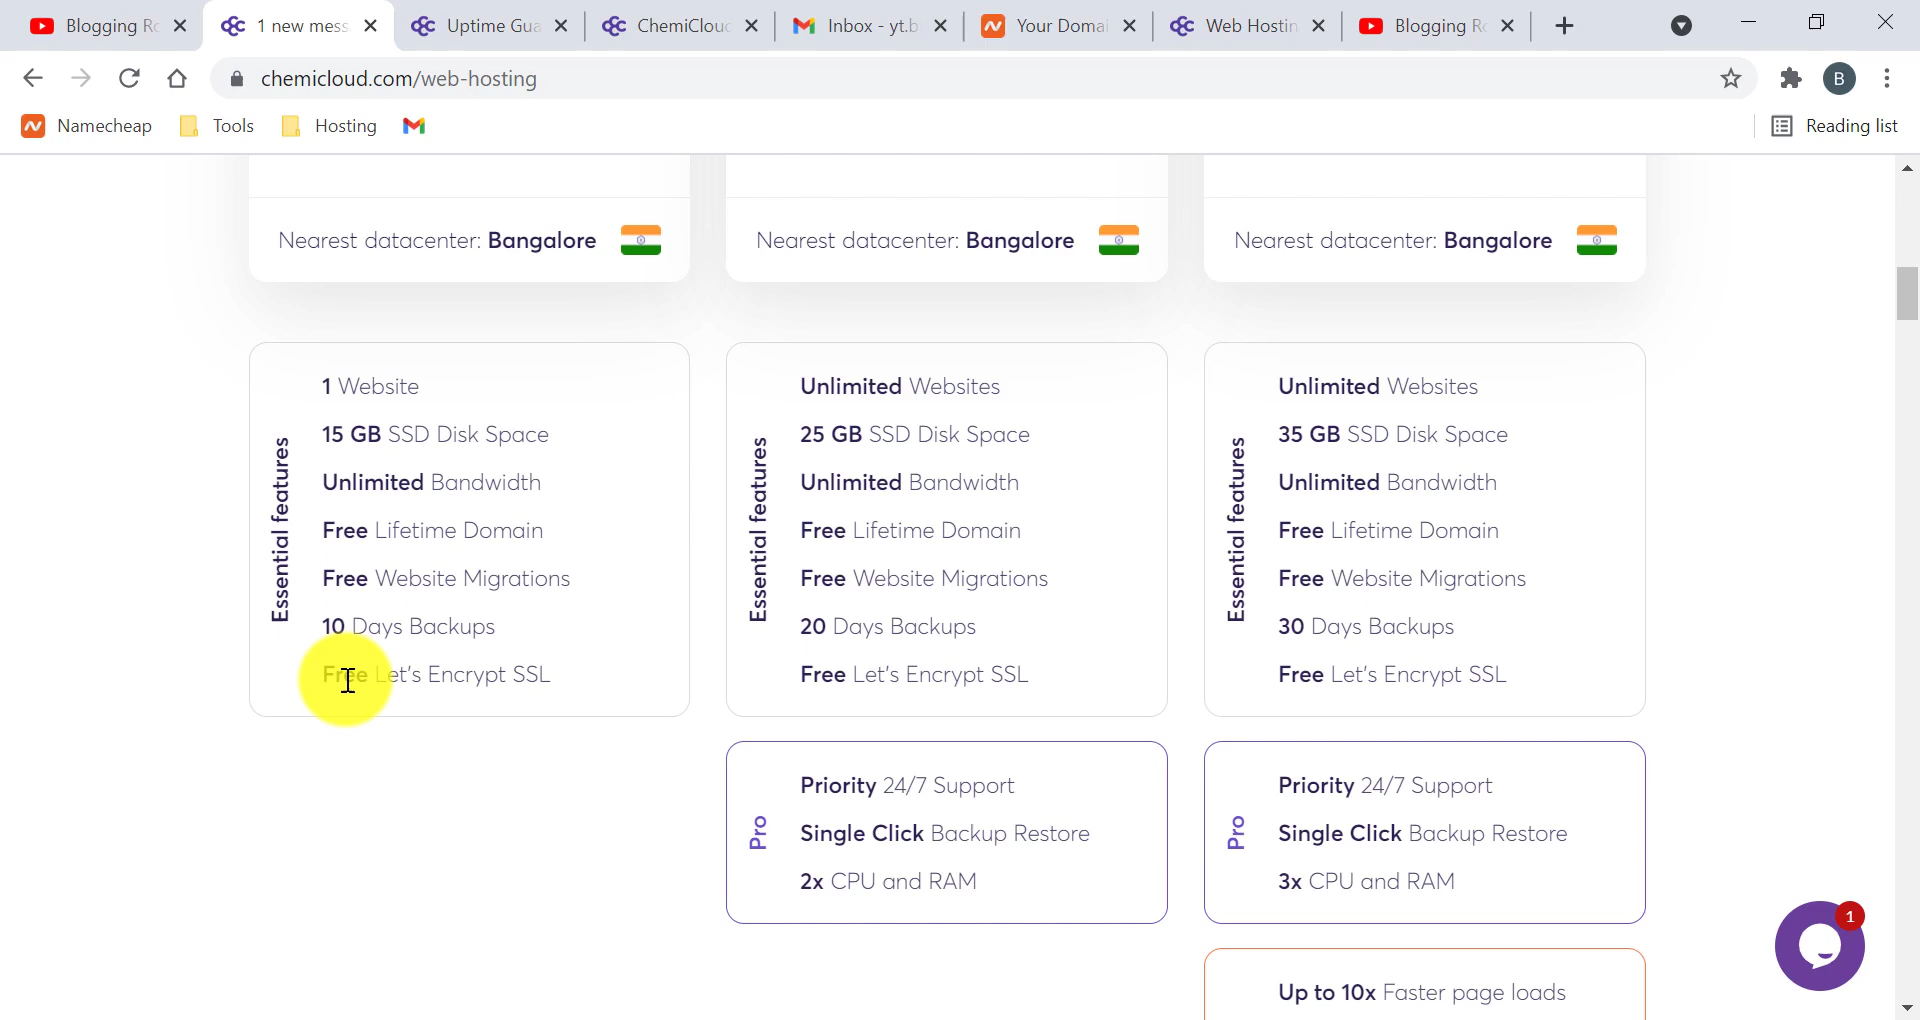 Blogging Ro
1 new mess
Uptime Gua
ChemiClou
Inbox - yt.b
Your Domai
Web Hostin
Blogging Ro
chemicloud.com/web-hosting
B
Namecheap
Tools
Hosting
Reading list
Nearest datacenter: Bangalore
Nearest datacenter: Bangalore
Nearest datacenter: Bangalore
Essential features
1 Website
15 GB SSD Disk Space
Unlimited Bandwidth
Free Lifetime Domain
Free Website Migrations
10 Days Backups
Free Let's Encrypt SSL
Essential features
Unlimited Websites
25 GB SSD Disk Space
Unlimited Bandwidth
Free Lifetime Domain
Free Website Migrations
20 Days Backups
Free Let's Encrypt SSL
Essential features
Unlimited Websites
35 GB SSD Disk Space
Unlimited Bandwidth
Free Lifetime Domain
Free Website Migrations
30 Days Backups
Free Let's Encrypt SSL
Pro
Priority 24/7 Support
Single Click Backup Restore
2x CPU and RAM
Pro
Priority 24/7 Support
Single Click Backup Restore
3x CPU and RAM
Up to 10x Faster page loads
1